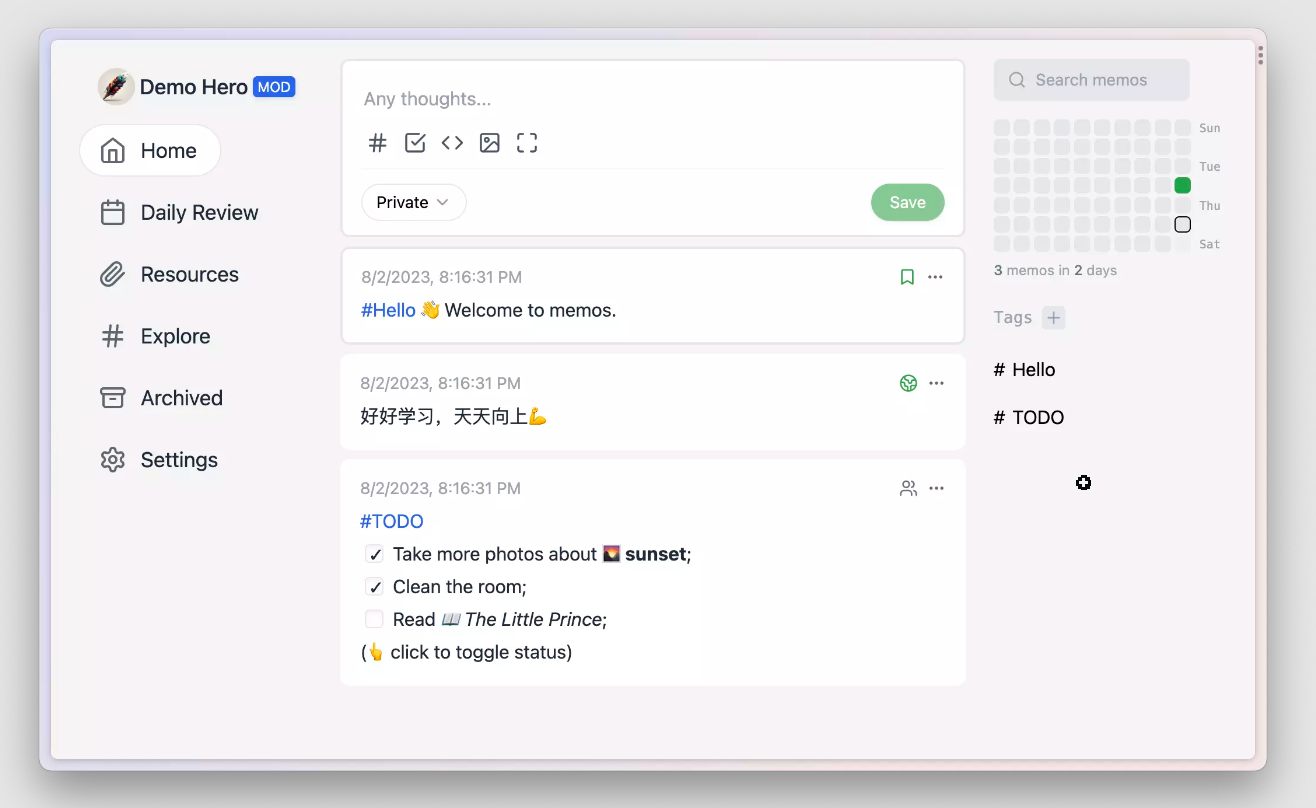 Demo Hero MOD
Home
Daily Review
Resources
Explore
Archived
Settings
Any thoughts...
Private
Save
8/2/2023, 8:16:31 PM
#Hello 👋 Welcome to memos.
8/2/2023, 8:16:31 PM
好好学习，天天向上💪
8/2/2023, 8:16:31 PM
#TODO
Take more photos about 🌄 sunset;
Clean the room;
Read 📖 The Little Prince;
(👆 click to toggle status)
Search memos
Sun
Tue
Thu
Sat
3 memos in 2 days
Tags
# Hello
# TODO